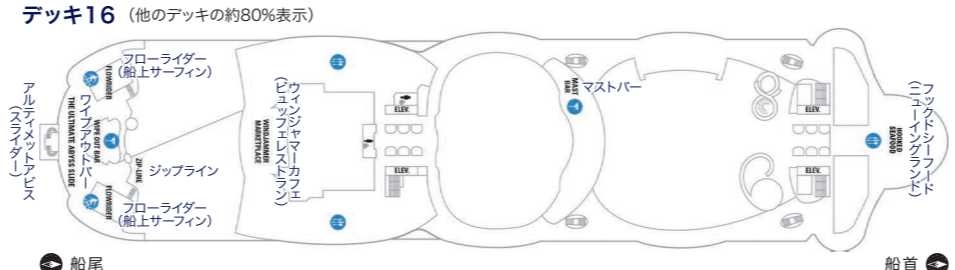 デッキ16（他のデッキの約80%表示）
フローライダー
（船上サーフィン）
FLOWRIDER
アルティメットアビス
（スライダー）
THE ULTIMATE ABYSS SLIDE
ワイプアウトバー
WIPE OUT BAR
ZIP-LINE
ジップライン
FLOWRIDER
フローライダー
（船上サーフィン）
ウィンジャマーカフェ
（ビュッフェレストラン）
WINDJAMMER
MARKETPLACE
ELEV.
ELEV.
MAST
BAR
マストバー
ELEV.
ELEV.
HOOKED
SEAFOOD
フックドシーフード
（ニューイングランド）
船尾
船首